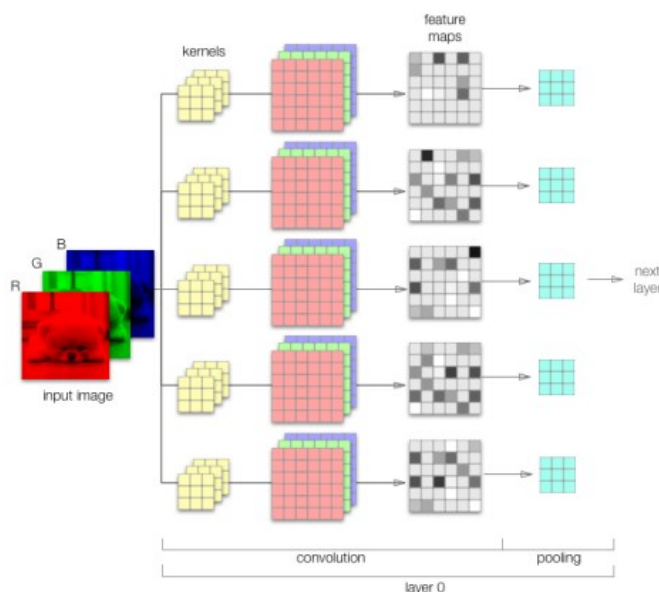 feature
maps
kernels
B
G
R
next
layer
input image
convolution
pooling
layer 0